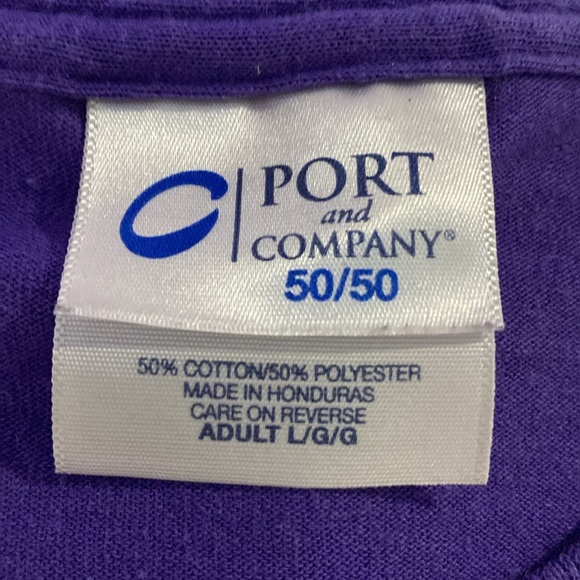 PORT
and
COMPANY®
50/50
50% COTTON/50% POLYESTER
MADE IN HONDURAS
CARE ON REVERSE
ADULT L/G/G